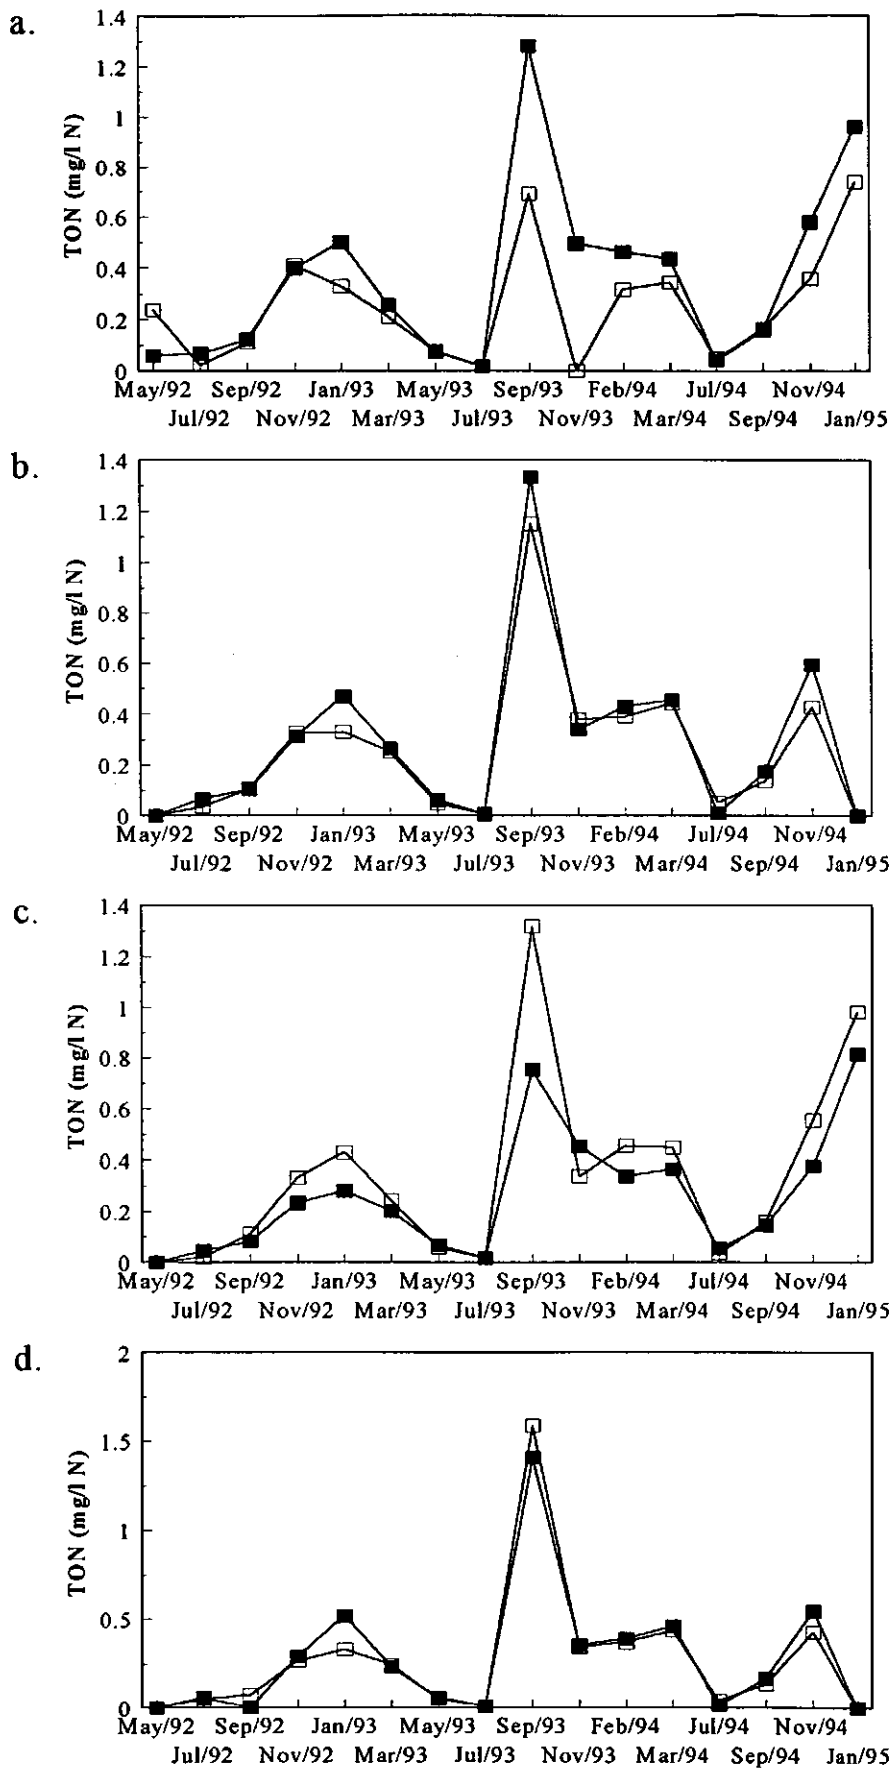 a.
TON (mg/l N)
1.4
1.2
1
0.8
0.6
0.4
0.2
0
May/92 Sep/92 Jan/93 May/93 Sep/93 Feb/94 Jul/94 Nov/94
Jul/92 Nov/92 Mar/93 Jul/93 Nov/93 Mar/94 Sep/94 Jan/95
b.
TON (mg/l N)
1.4
1.2
1
0.8
0.6
0.4
0.2
0
May/92 Sep/92 Jan/93 May/93 Sep/93 Feb/94 Jul/94 Nov/94
Jul/92 Nov/92 Mar/93 Jul/93 Nov/93 Mar/94 Sep/94 Jan/95
c.
TON (mg/l N)
1.4
1.2
1
0.8
0.6
0.4
0.2
0
May/92 Sep/92 Jan/93 May/93 Sep/93 Feb/94 Jul/94 Nov/94
Jul/92 Nov/92 Mar/93 Jul/93 Nov/93 Mar/94 Sep/94 Jan/95
d.
TON (mg/l N)
2
1.5
1
0.5
0
May/92 Sep/92 Jan/93 May/93 Sep/93 Feb/94 Jul/94 Nov/94
Jul/92 Nov/92 Mar/93 Jul/93 Nov/93 Mar/94 Sep/94 Jan/95